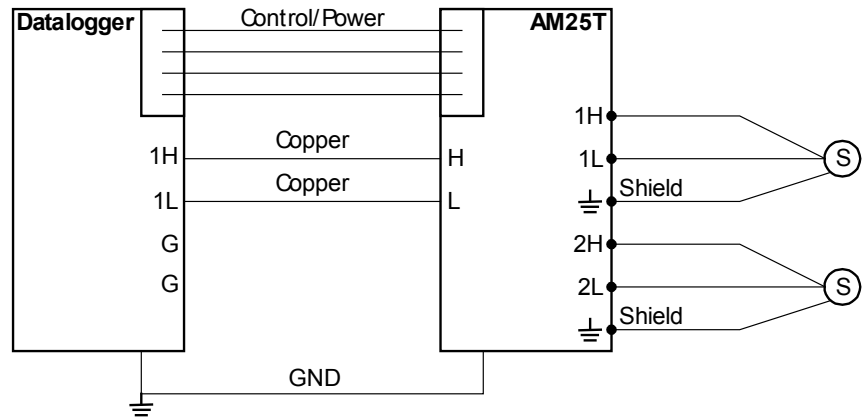 Datalogger
Control/Power
AM25T
1H
Copper
H
1L
Copper
L
G
G
1H
1L
Shield
S
2H
2L
Shield
S
GND